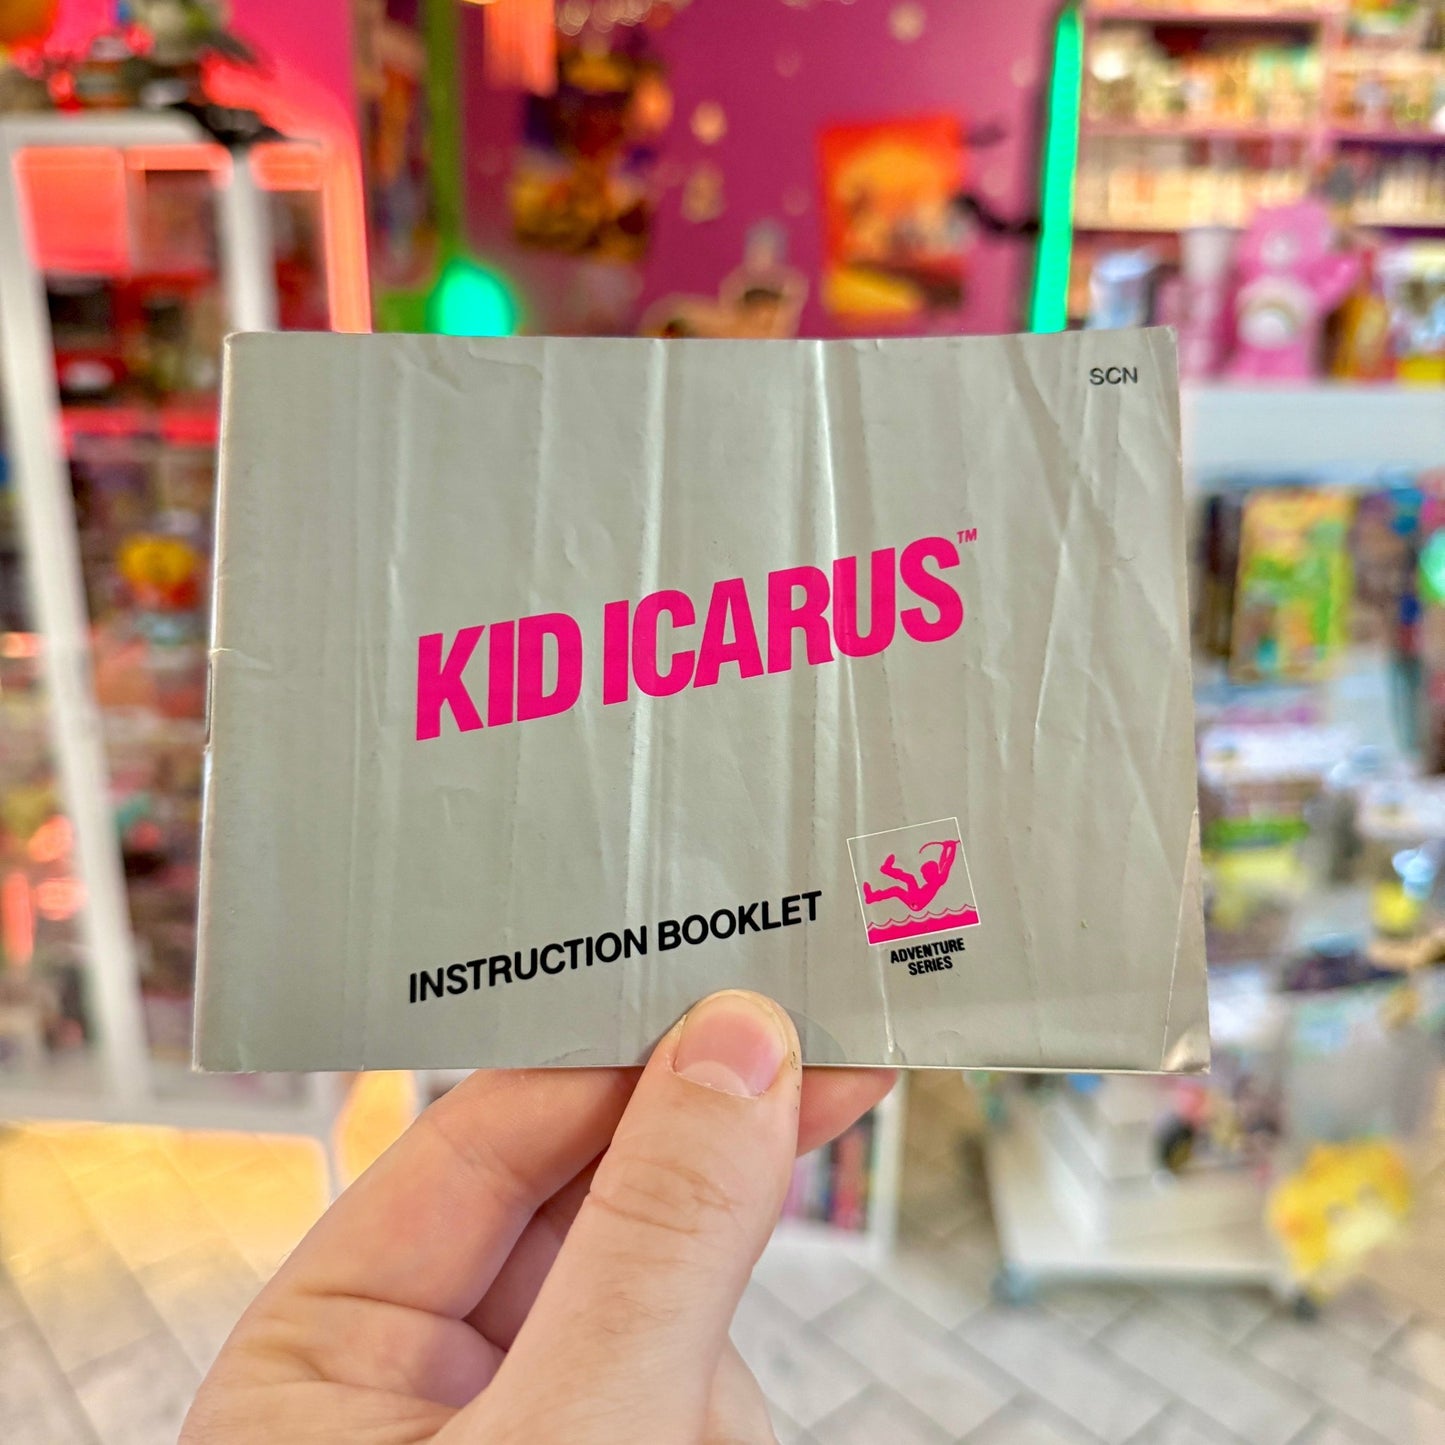 SCN
KID ICARUS™
INSTRUCTION BOOKLET
ADVENTURE
SERIES